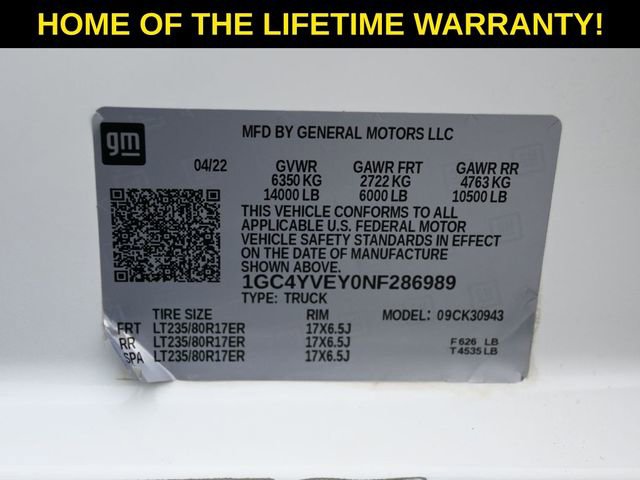 HOME OF THE LIFETIME WARRANTY!
gm
MFD BY GENERAL MOTORS LLC
04/22 GVWR GAWR FRT GAWR RR
6350 KG 2722 KG 4763 KG
14000 LB 6000 LB 10500 LB
THIS VEHICLE CONFORMS TO ALL
APPLICABLE U.S. FEDERAL MOTOR
VEHICLE SAFETY STANDARDS IN EFFECT
ON THE DATE OF MANUFACTURE
SHOWN ABOVE.
1GC4YVEY0NF286989
TYPE: TRUCK
TIRE SIZE RIM MODEL: 09CK30943
FRT LT235/80R17ER 17X6.5J
RR LT235/80R17ER 17X6.5J F 626 LB
SPA LT235/80R17ER 17X6.5J T 4535 LB